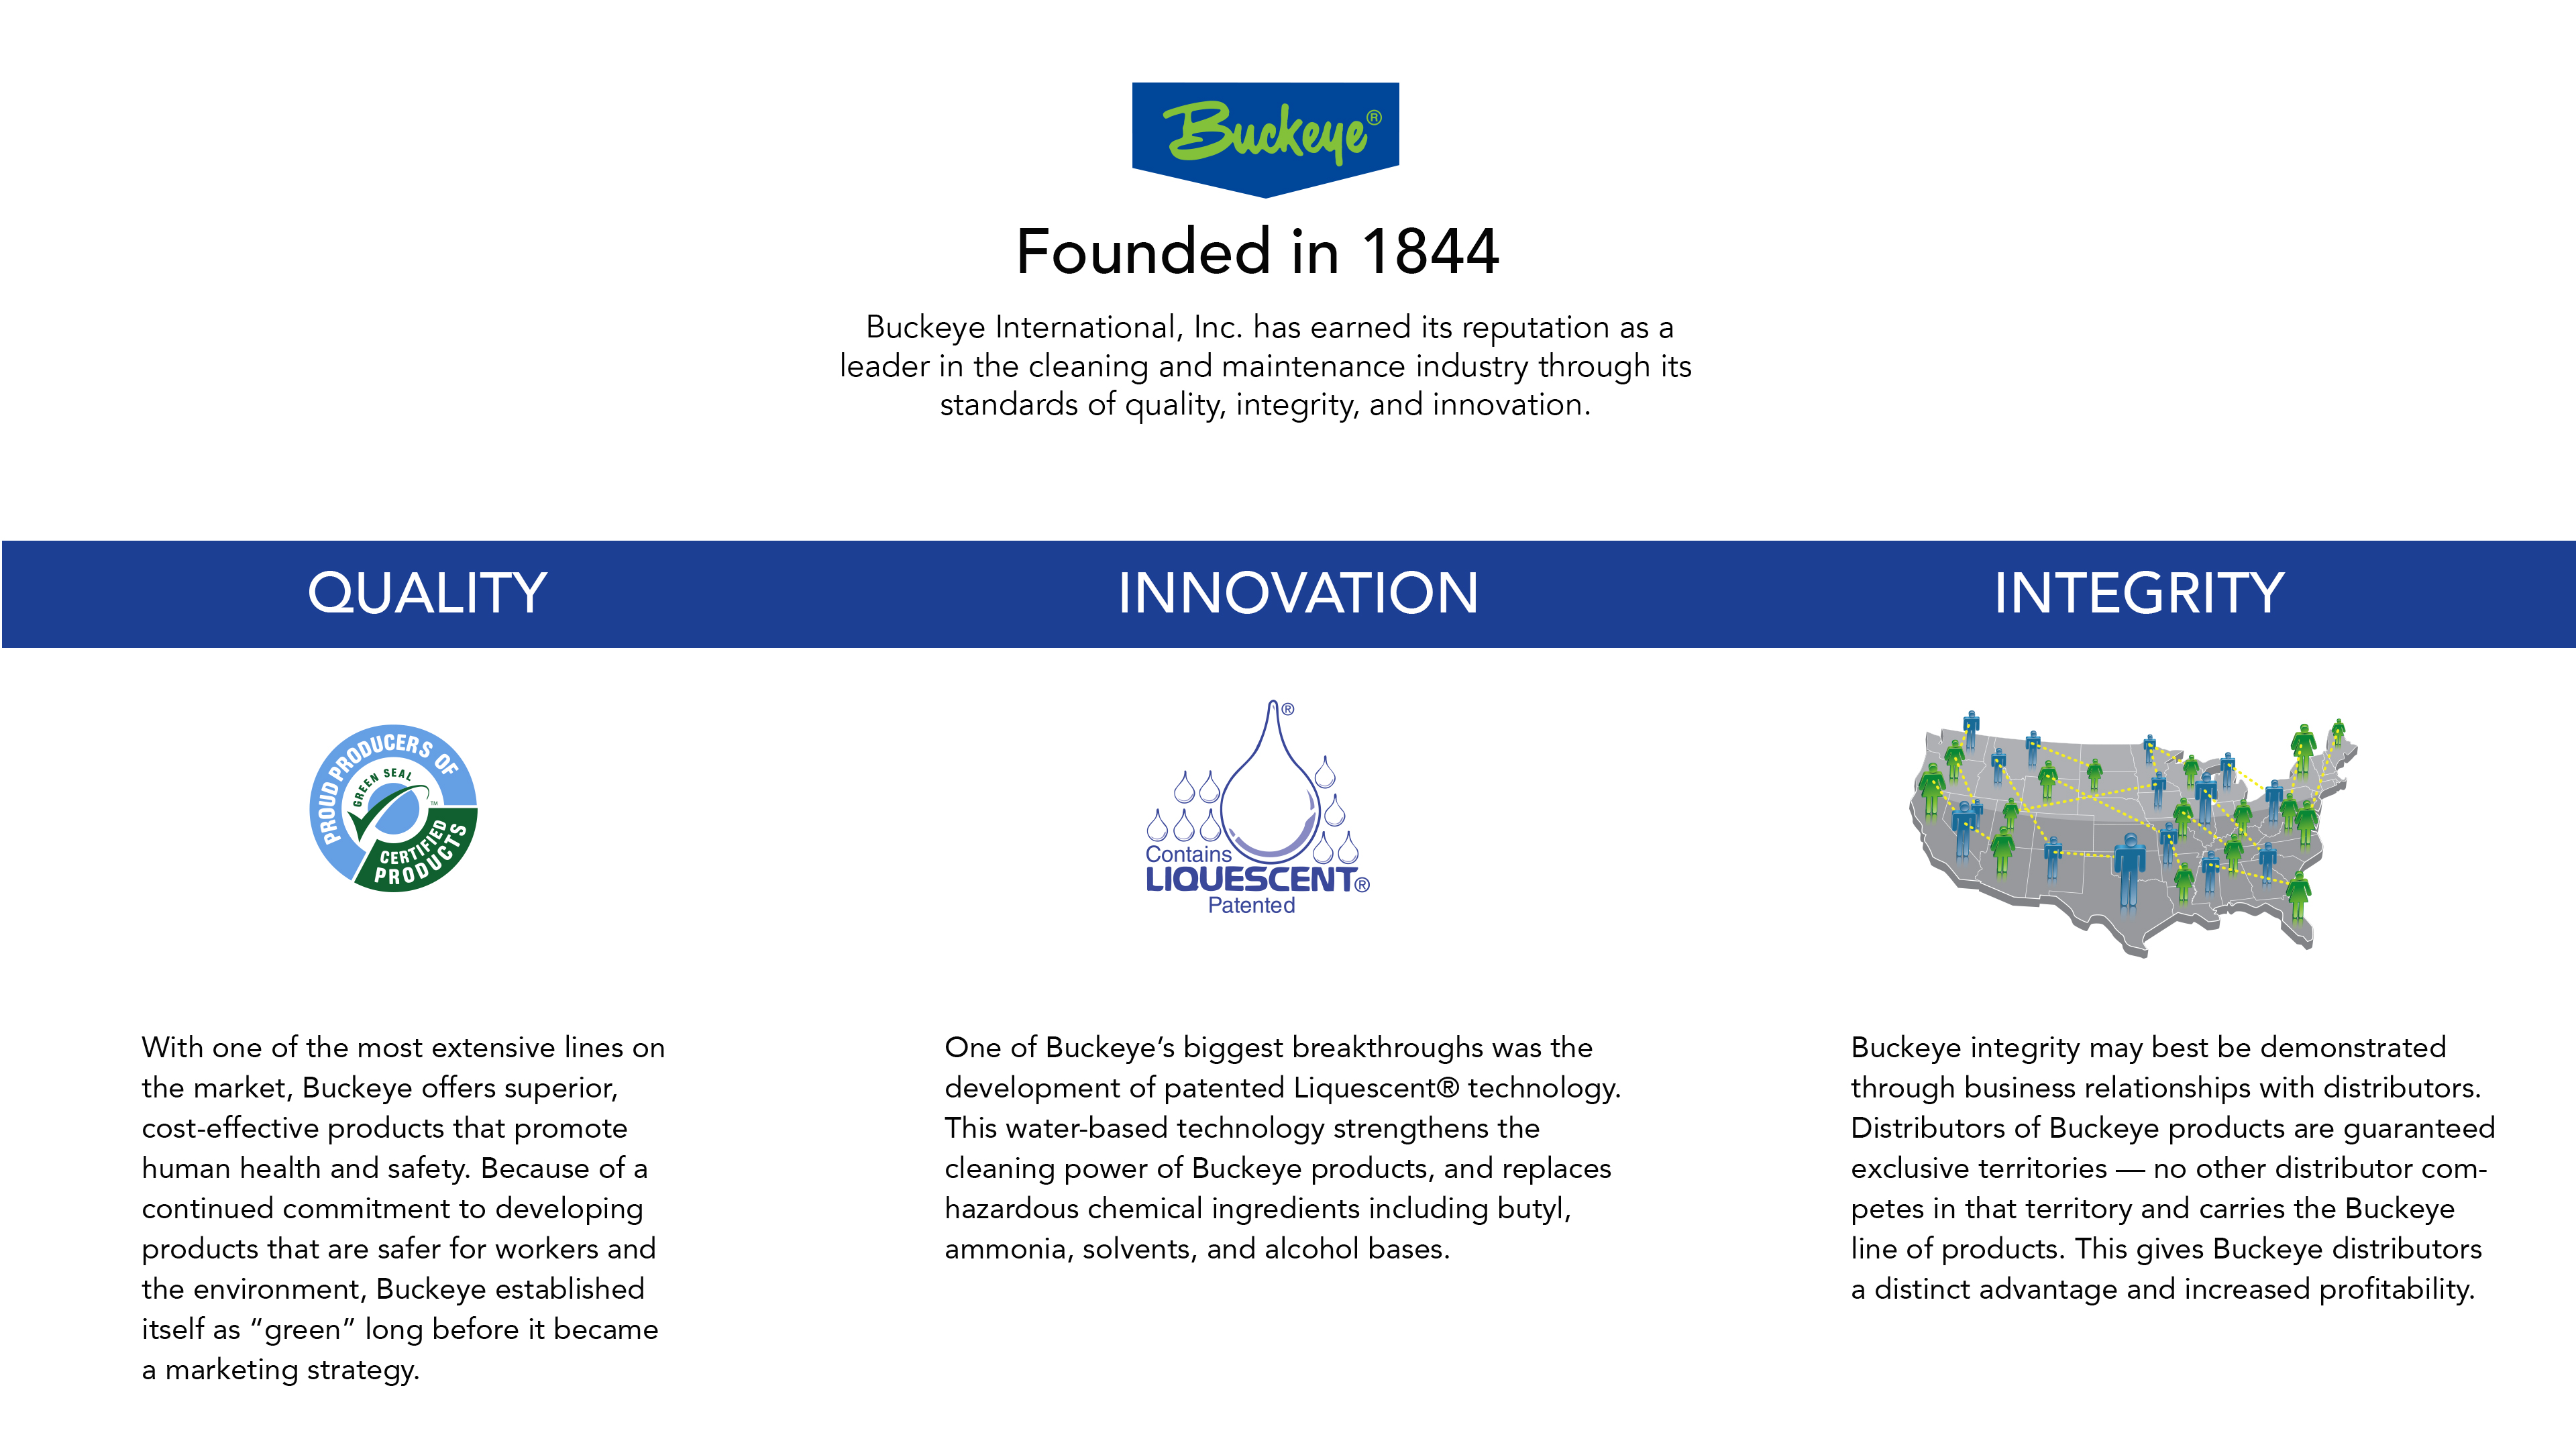 Buckeye®
Founded in 1844
Buckeye International, Inc. has earned its reputation as a
leader in the cleaning and maintenance industry through its
standards of quality, integrity, and innovation.
QUALITY
INNOVATION
INTEGRITY
PROUD PRODUCERS OF
GREEN SEAL
™
CERTIFIED
PRODUCTS
®
Contains
LIQUESCENT®
Patented
With one of the most extensive lines on
the market, Buckeye offers superior,
cost-effective products that promote
human health and safety. Because of a
continued commitment to developing
products that are safer for workers and
the environment, Buckeye established
itself as “green” long before it became
a marketing strategy.
One of Buckeye’s biggest breakthroughs was the
development of patented Liquescent® technology.
This water-based technology strengthens the
cleaning power of Buckeye products, and replaces
hazardous chemical ingredients including butyl,
ammonia, solvents, and alcohol bases.
Buckeye integrity may best be demonstrated
through business relationships with distributors.
Distributors of Buckeye products are guaranteed
exclusive territories — no other distributor com-
petes in that territory and carries the Buckeye
line of products. This gives Buckeye distributors
a distinct advantage and increased profitability.